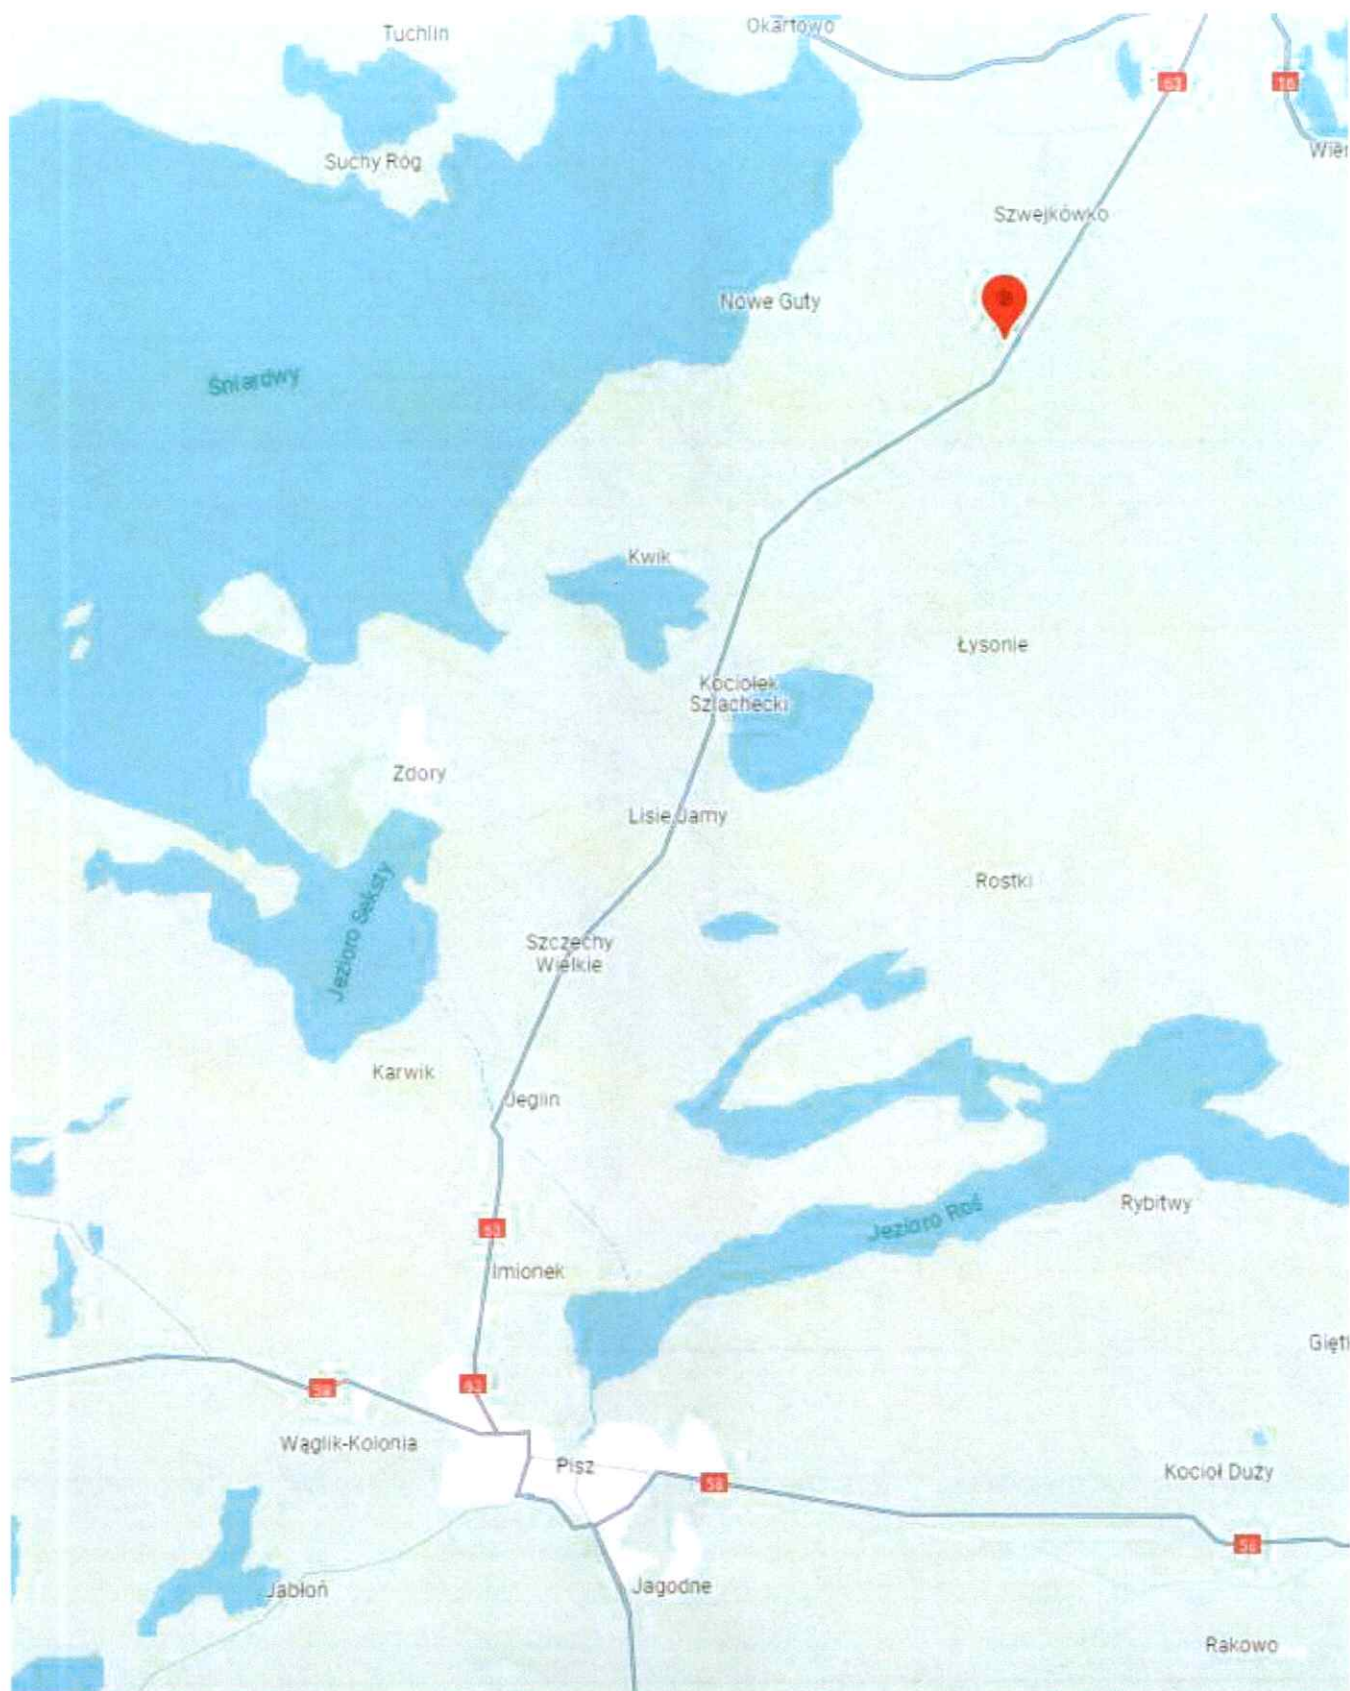 Tuchlin
Okartowo
63
16
Suchy Róg
Szwejkówko
Nowe Guty
Śniardwy
Kwik
Łysonie
Kociołek
Szlachecki
Zdory
Lisie Jamy
Rostki
Jezioro Seksty
Szczechy
Wielkie
Karwik
Jeglin
Rybitwy
Jezioro Roś
63
Imionek
63
58
Wąglik-Kolonia
Pisz
58
Kocioł Duży
58
Jabłoń
Jagodne
Rakowo